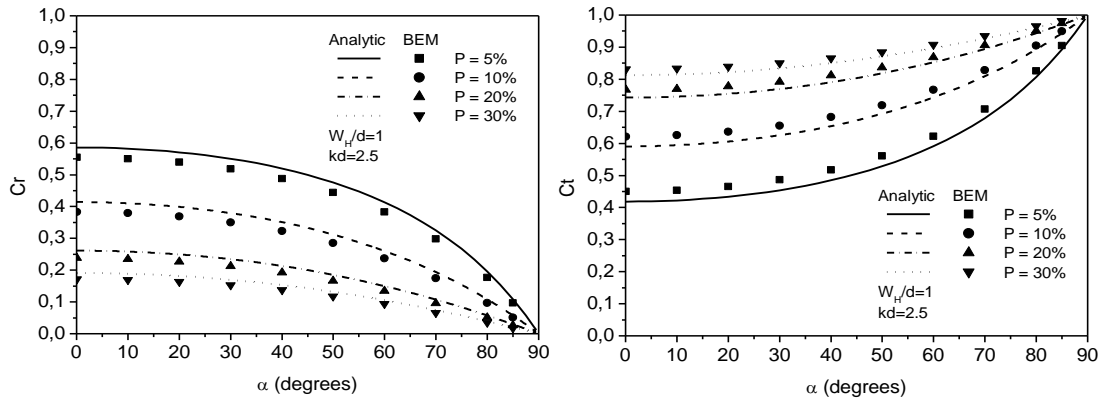 1,0
0,9
0,8
0,7
0,6
0,5
0,4
0,3
0,2
0,1
0,0
Cr
Analytic BEM
P = 5%
P = 10%
P = 20%
P = 30%
W_H/d=1
kd=2.5
0 10 20 30 40 50 60 70 80 90
α (degrees)
1,0
0,9
0,8
0,7
0,6
0,5
0,4
0,3
0,2
0,1
0,0
Ct
Analytic BEM
P = 5%
P = 10%
P = 20%
P = 30%
W_H/d=1
kd=2.5
0 10 20 30 40 50 60 70 80 90
α (degrees)